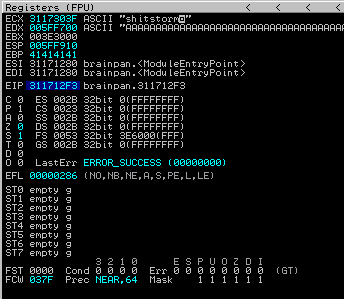 Registers (FPU) < < <
ECX 3117303F ASCII "shitstorm
EDX 005FF700 ASCII "AAAAAAAAAAAAAAAAAAAAAAAAAAAAAA
EBX 003E3000
ESP 005FF910
EBP 41414141
ESI 31171280 brainpan.<ModuleEntryPoint>
EDI 31171280 brainpan.<ModuleEntryPoint>
EIP 311712F3 brainpan.311712F3
C 0 ES 002B 32bit 0(FFFFFFFF)
P 1 CS 0023 32bit 0(FFFFFFFF)
A 0 SS 002B 32bit 0(FFFFFFFF)
Z 0 DS 002B 32bit 0(FFFFFFFF)
S 1 FS 0053 32bit 3E6000(FFF)
T 0 GS 002B 32bit 0(FFFFFFFF)
D 0
O 0 LastErr ERROR_SUCCESS (00000000)
EFL 00000286 (NO,NB,NE,A,S,PE,L,LE)
ST0 empty g
ST1 empty g
ST2 empty g
ST3 empty g
ST4 empty g
ST5 empty g
ST6 empty g
ST7 empty g
3 2 1 0 E S P U O Z D I
FST 0000 Cond 0 0 0 0 Err 0 0 0 0 0 0 0 0 (GT)
FCW 037F Prec NEAR,64 Mask 1 1 1 1 1 1